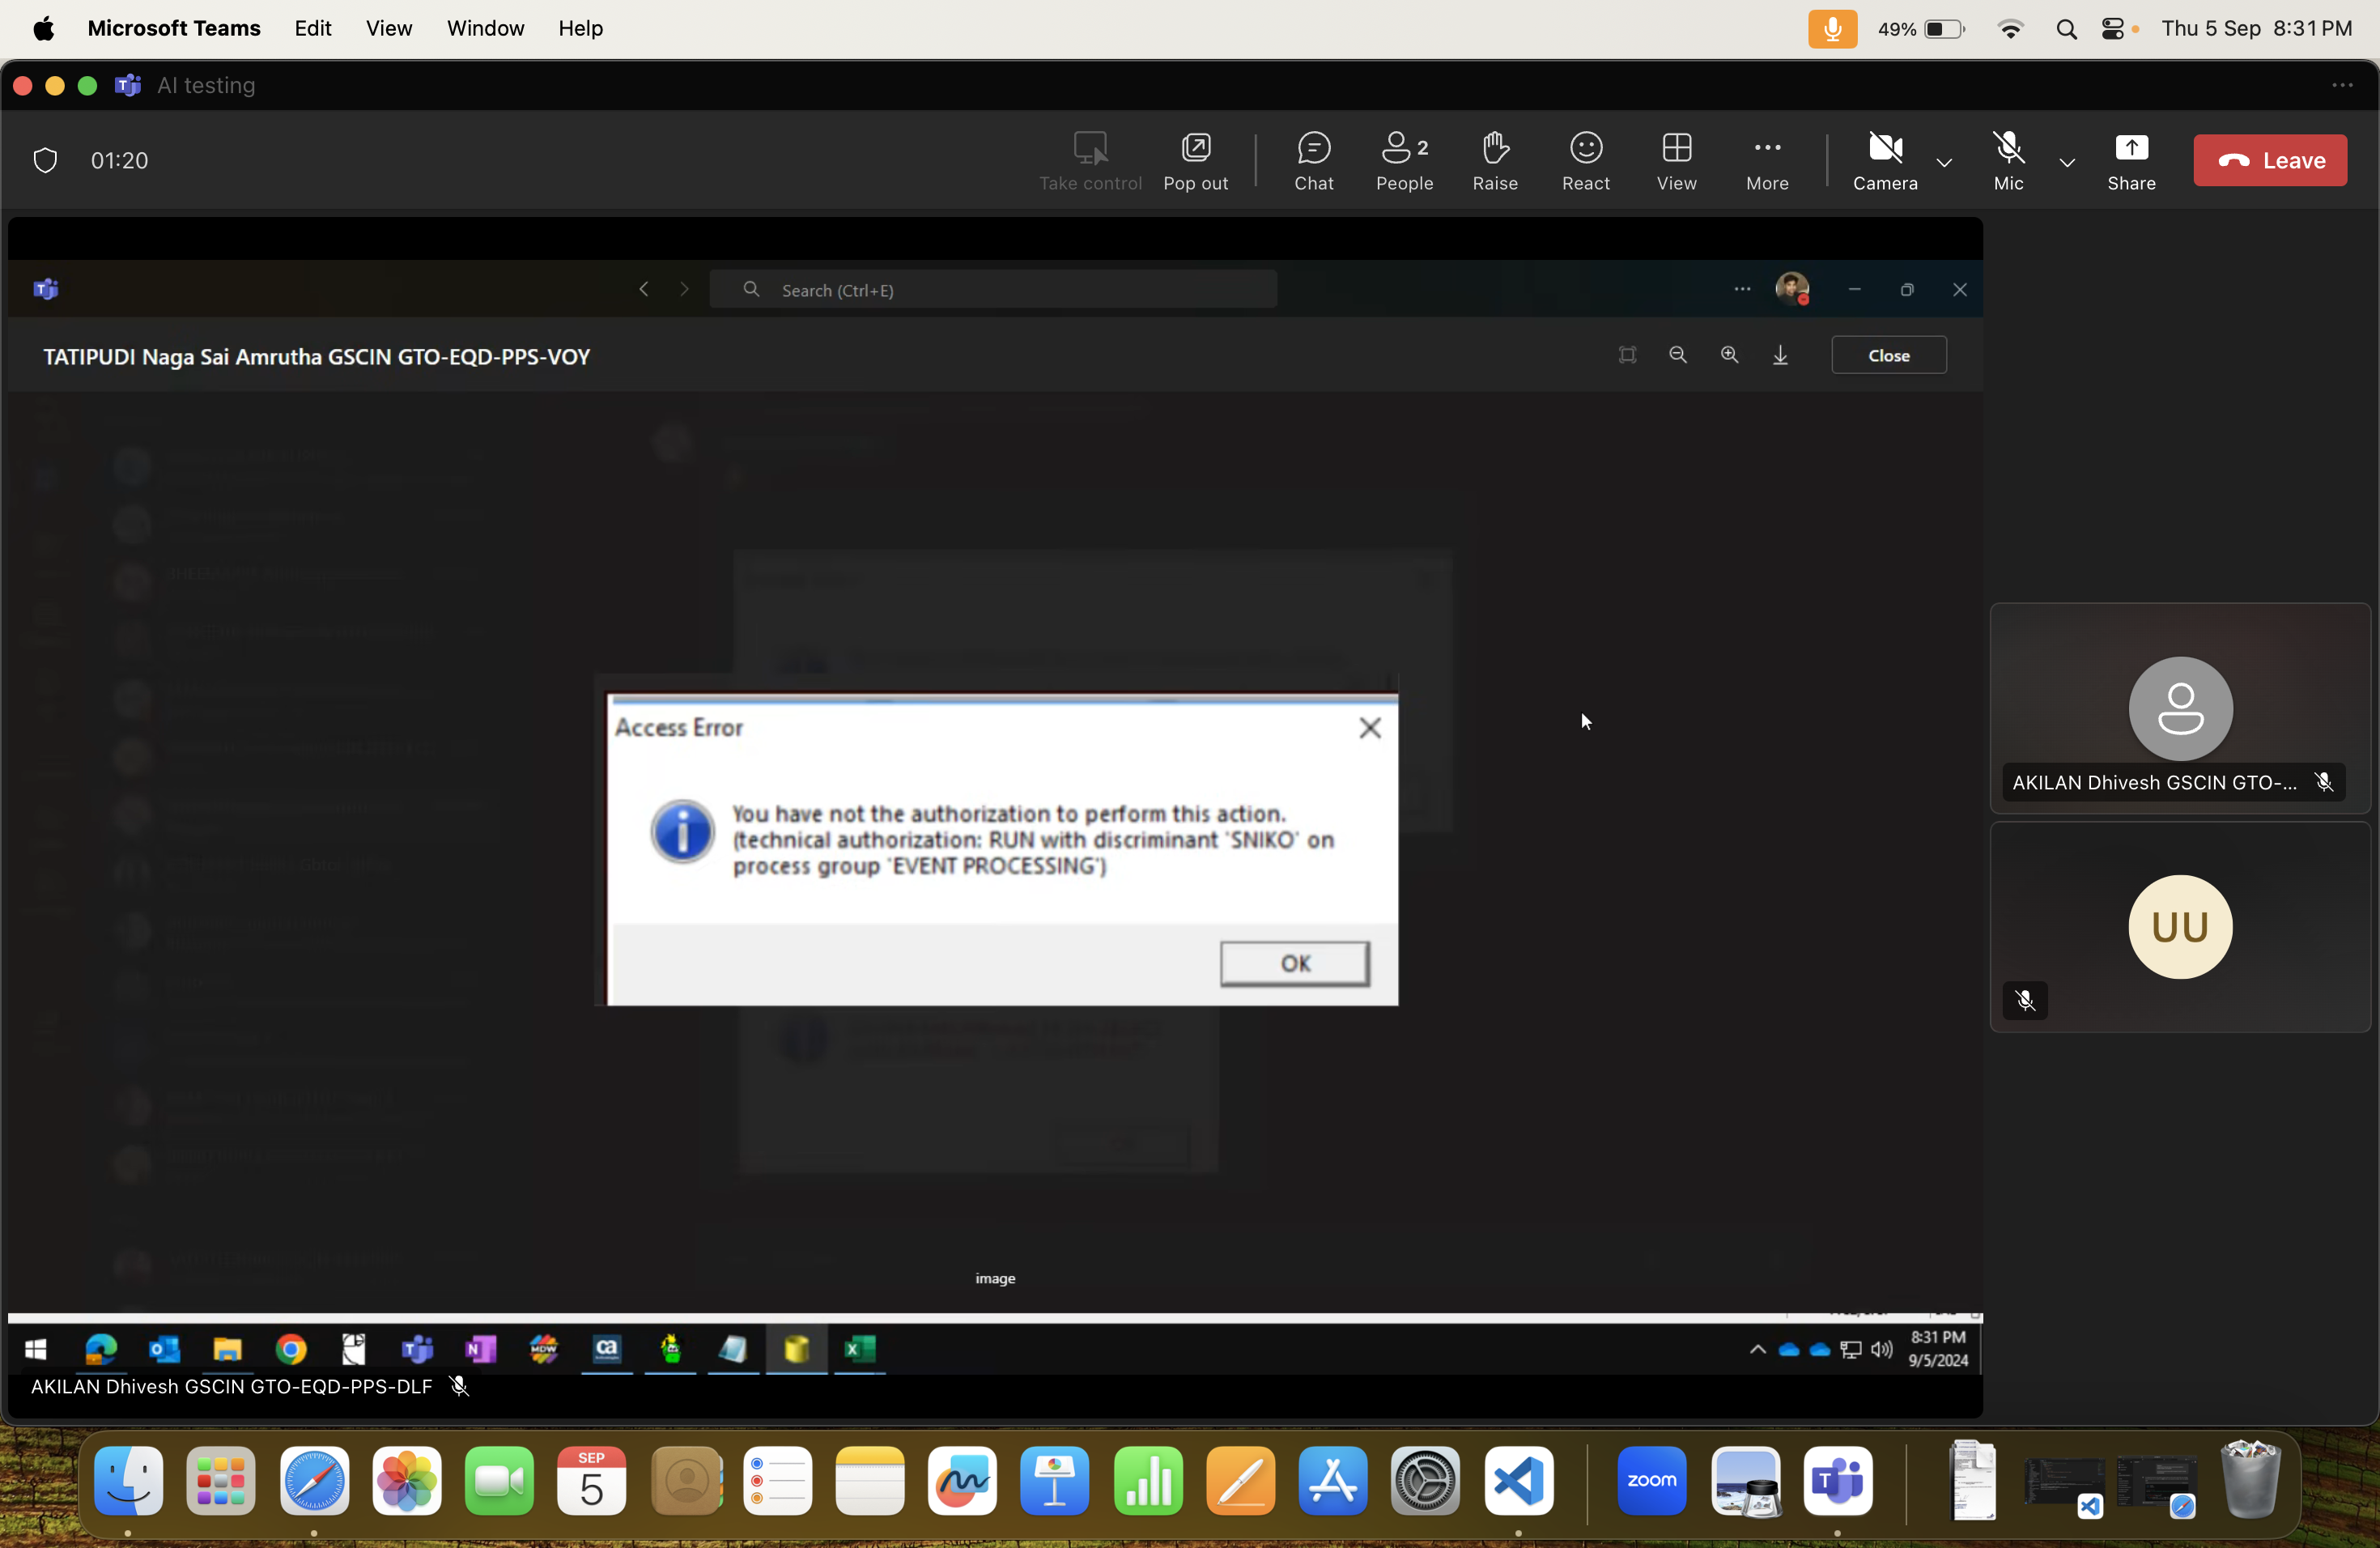 Microsoft Teams Edit View Window Help 49% Thu 5 Sep 8:31 PM
AI testing
01:20
Take control Pop out Chat People 2 Raise React View More Camera Mic Share Leave
Search (Ctrl+E)
TATIPUDI Naga Sai Amrutha GSCIN GTO-EQD-PPS-VOY Close
Access Error
You have not the authorization to perform this action.
(technical authorization: RUN with discriminant 'SNIKO' on
process group 'EVENT PROCESSING')
OK
AKILAN Dhivesh GSCIN GTO-...
UU
image
8:31 PM
9/5/2024
AKILAN Dhivesh GSCIN GTO-EQD-PPS-DLF
MDW
ca
SEP
5
zoom